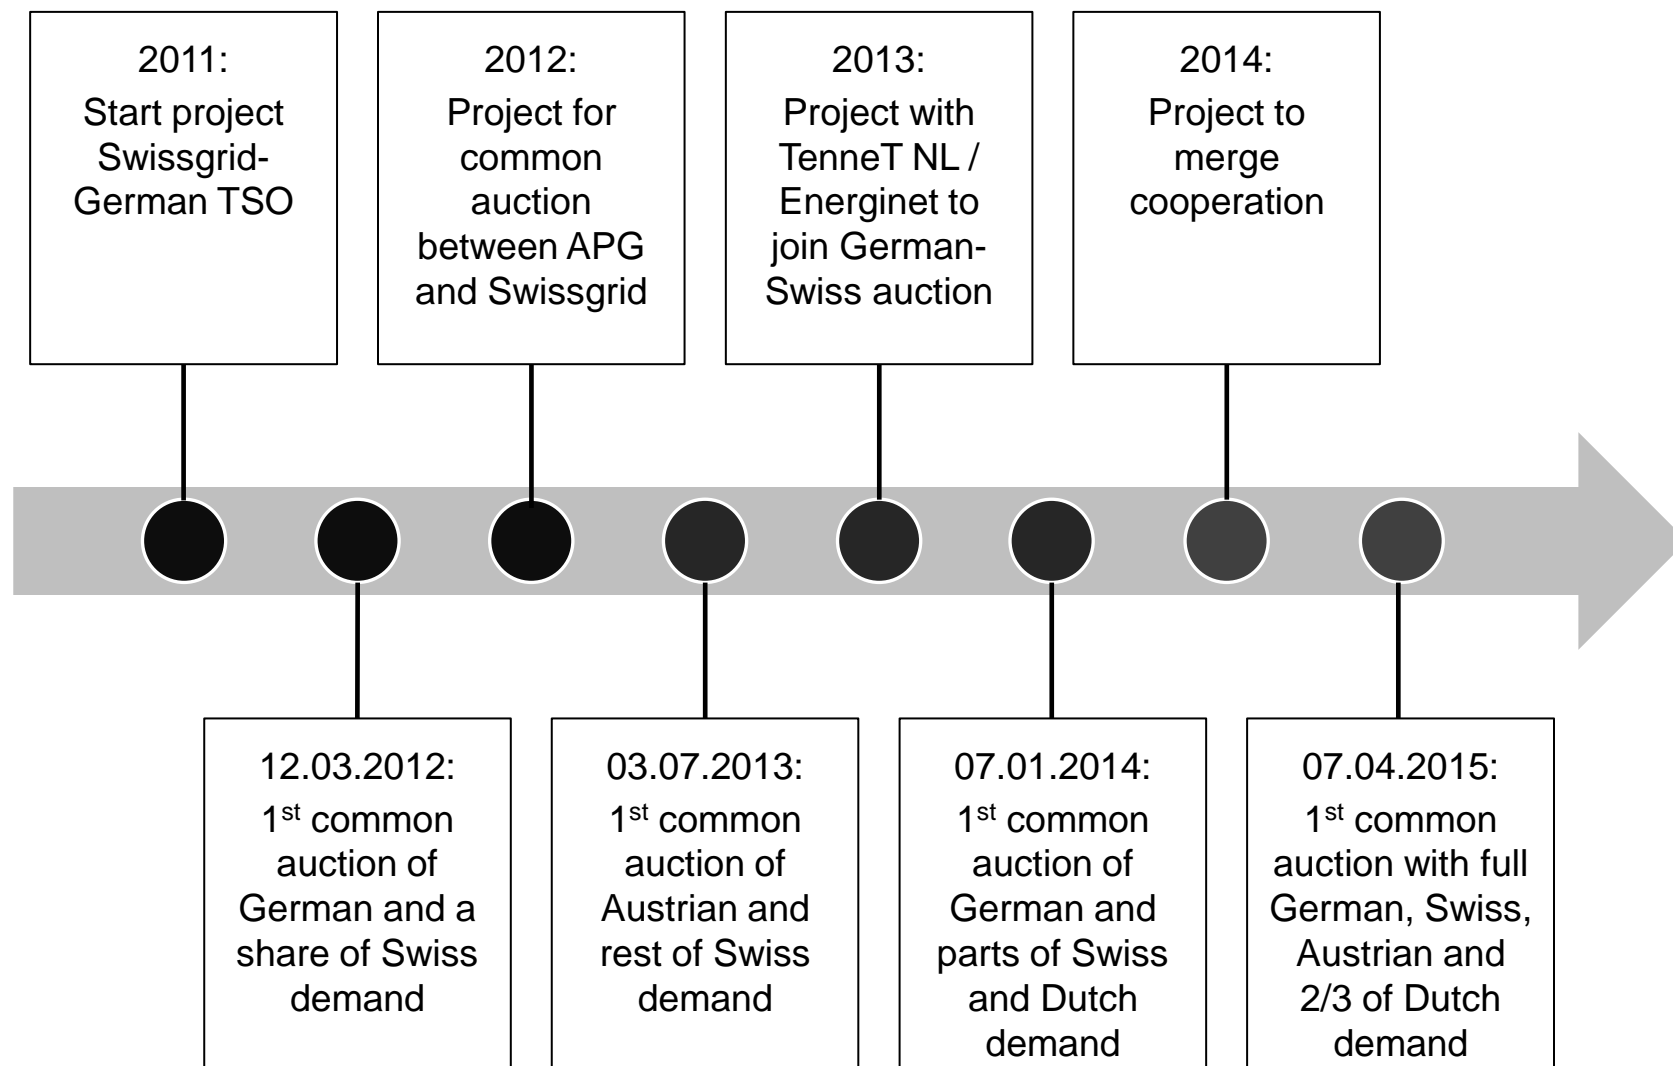 2011:
Start project
Swissgrid-
German TSO
2012:
Project for
common
auction
between APG
and Swissgrid
2013:
Project with
TenneT NL /
Energinet to
join German-
Swiss auction
2014:
Project to
merge
cooperation
12.03.2012:
1st common
auction of
German and a
share of Swiss
demand
03.07.2013:
1st common
auction of
Austrian and
rest of Swiss
demand
07.01.2014:
1st common
auction of
German and
parts of Swiss
and Dutch
demand
07.04.2015:
1st common
auction with full
German, Swiss,
Austrian and
2/3 of Dutch
demand